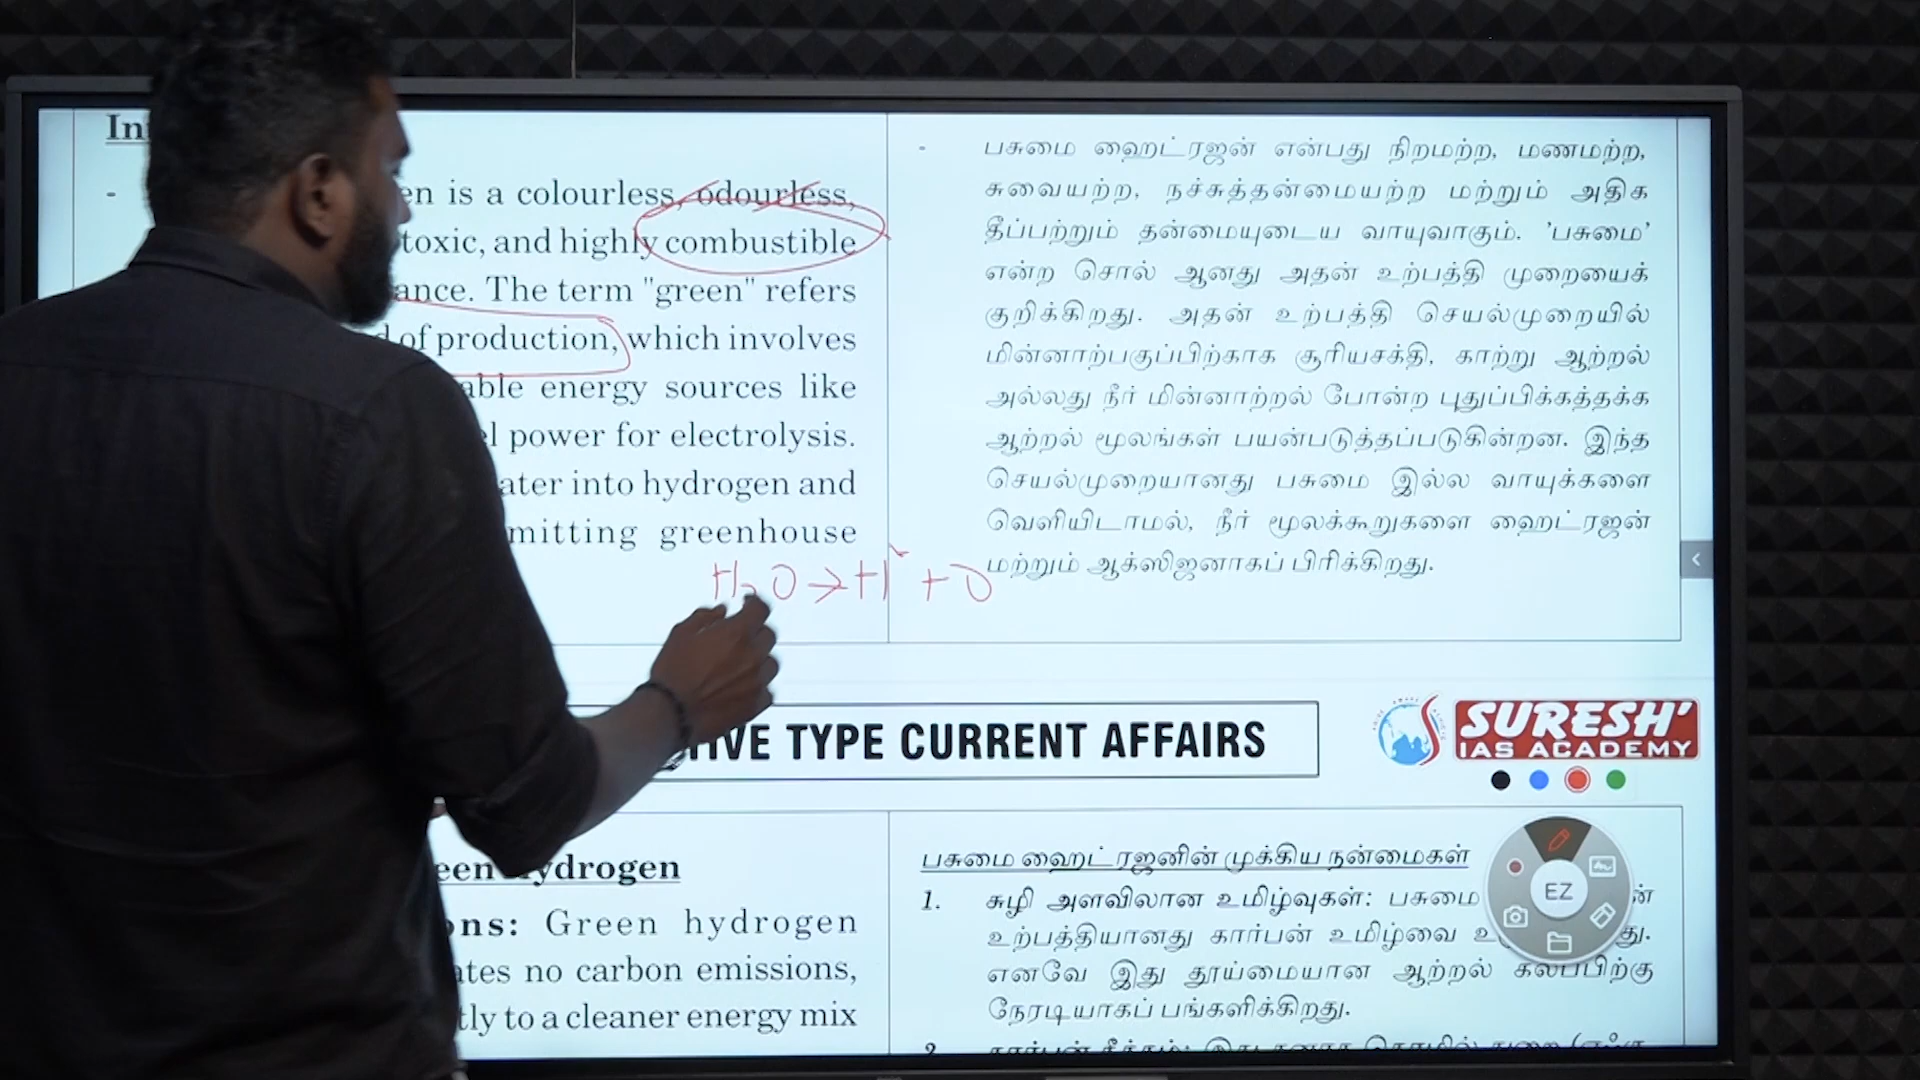 en is a colourless, odourless,
toxic, and highly combustible
ance. The term "green" refers
of production, which involves
able energy sources like
power for electrolysis.
ater into hydrogen and
mitting greenhouse
H₂O → H + O
பசுமை ஹைட்ரஜன் என்பது நிறமற்ற, மணமற்ற,
சுவையற்ற, நச்சுத்தன்மையற்ற மற்றும் அதிக
தீப்பற்றும் தன்மையுடைய வாயுவாகும். 'பசுமை'
என்ற சொல் ஆனது அதன் உற்பத்தி முறையைக்
குறிக்கிறது. அதன் உற்பத்தி செயல்முறையில்
மின்னாற்பகுப்பிற்காக சூரியசக்தி, காற்று ஆற்றல்
அல்லது நீர் மின்னாற்றல் போன்ற புதுப்பிக்கத்தக்க
ஆற்றல் மூலங்கள் பயன்படுத்தப்படுகின்றன. இந்த
செயல்முறையானது பசுமை இல்ல வாயுக்களை
வெளியிடாமல், நீர் மூலக்கூறுகளை ஹைட்ரஜன்
மற்றும் ஆக்ஸிஜனாகப் பிரிக்கிறது.
TYPE CURRENT AFFAIRS
SURESH'
IAS ACADEMY
een Hydrogen
ons: Green hydrogen
ates no carbon emissions,
tly to a cleaner energy mix
பசுமை ஹைட்ரஜனின் முக்கிய நன்மைகள்
1. சுழி அளவிலான உமிழ்வுகள்: பசுமை
உற்பத்தியானது கார்பன் உமிழ்வை
எனவே இது தூய்மையான ஆற்றல் கலப்பிற்கு
நேரடியாகப் பங்களிக்கிறது.
EZ